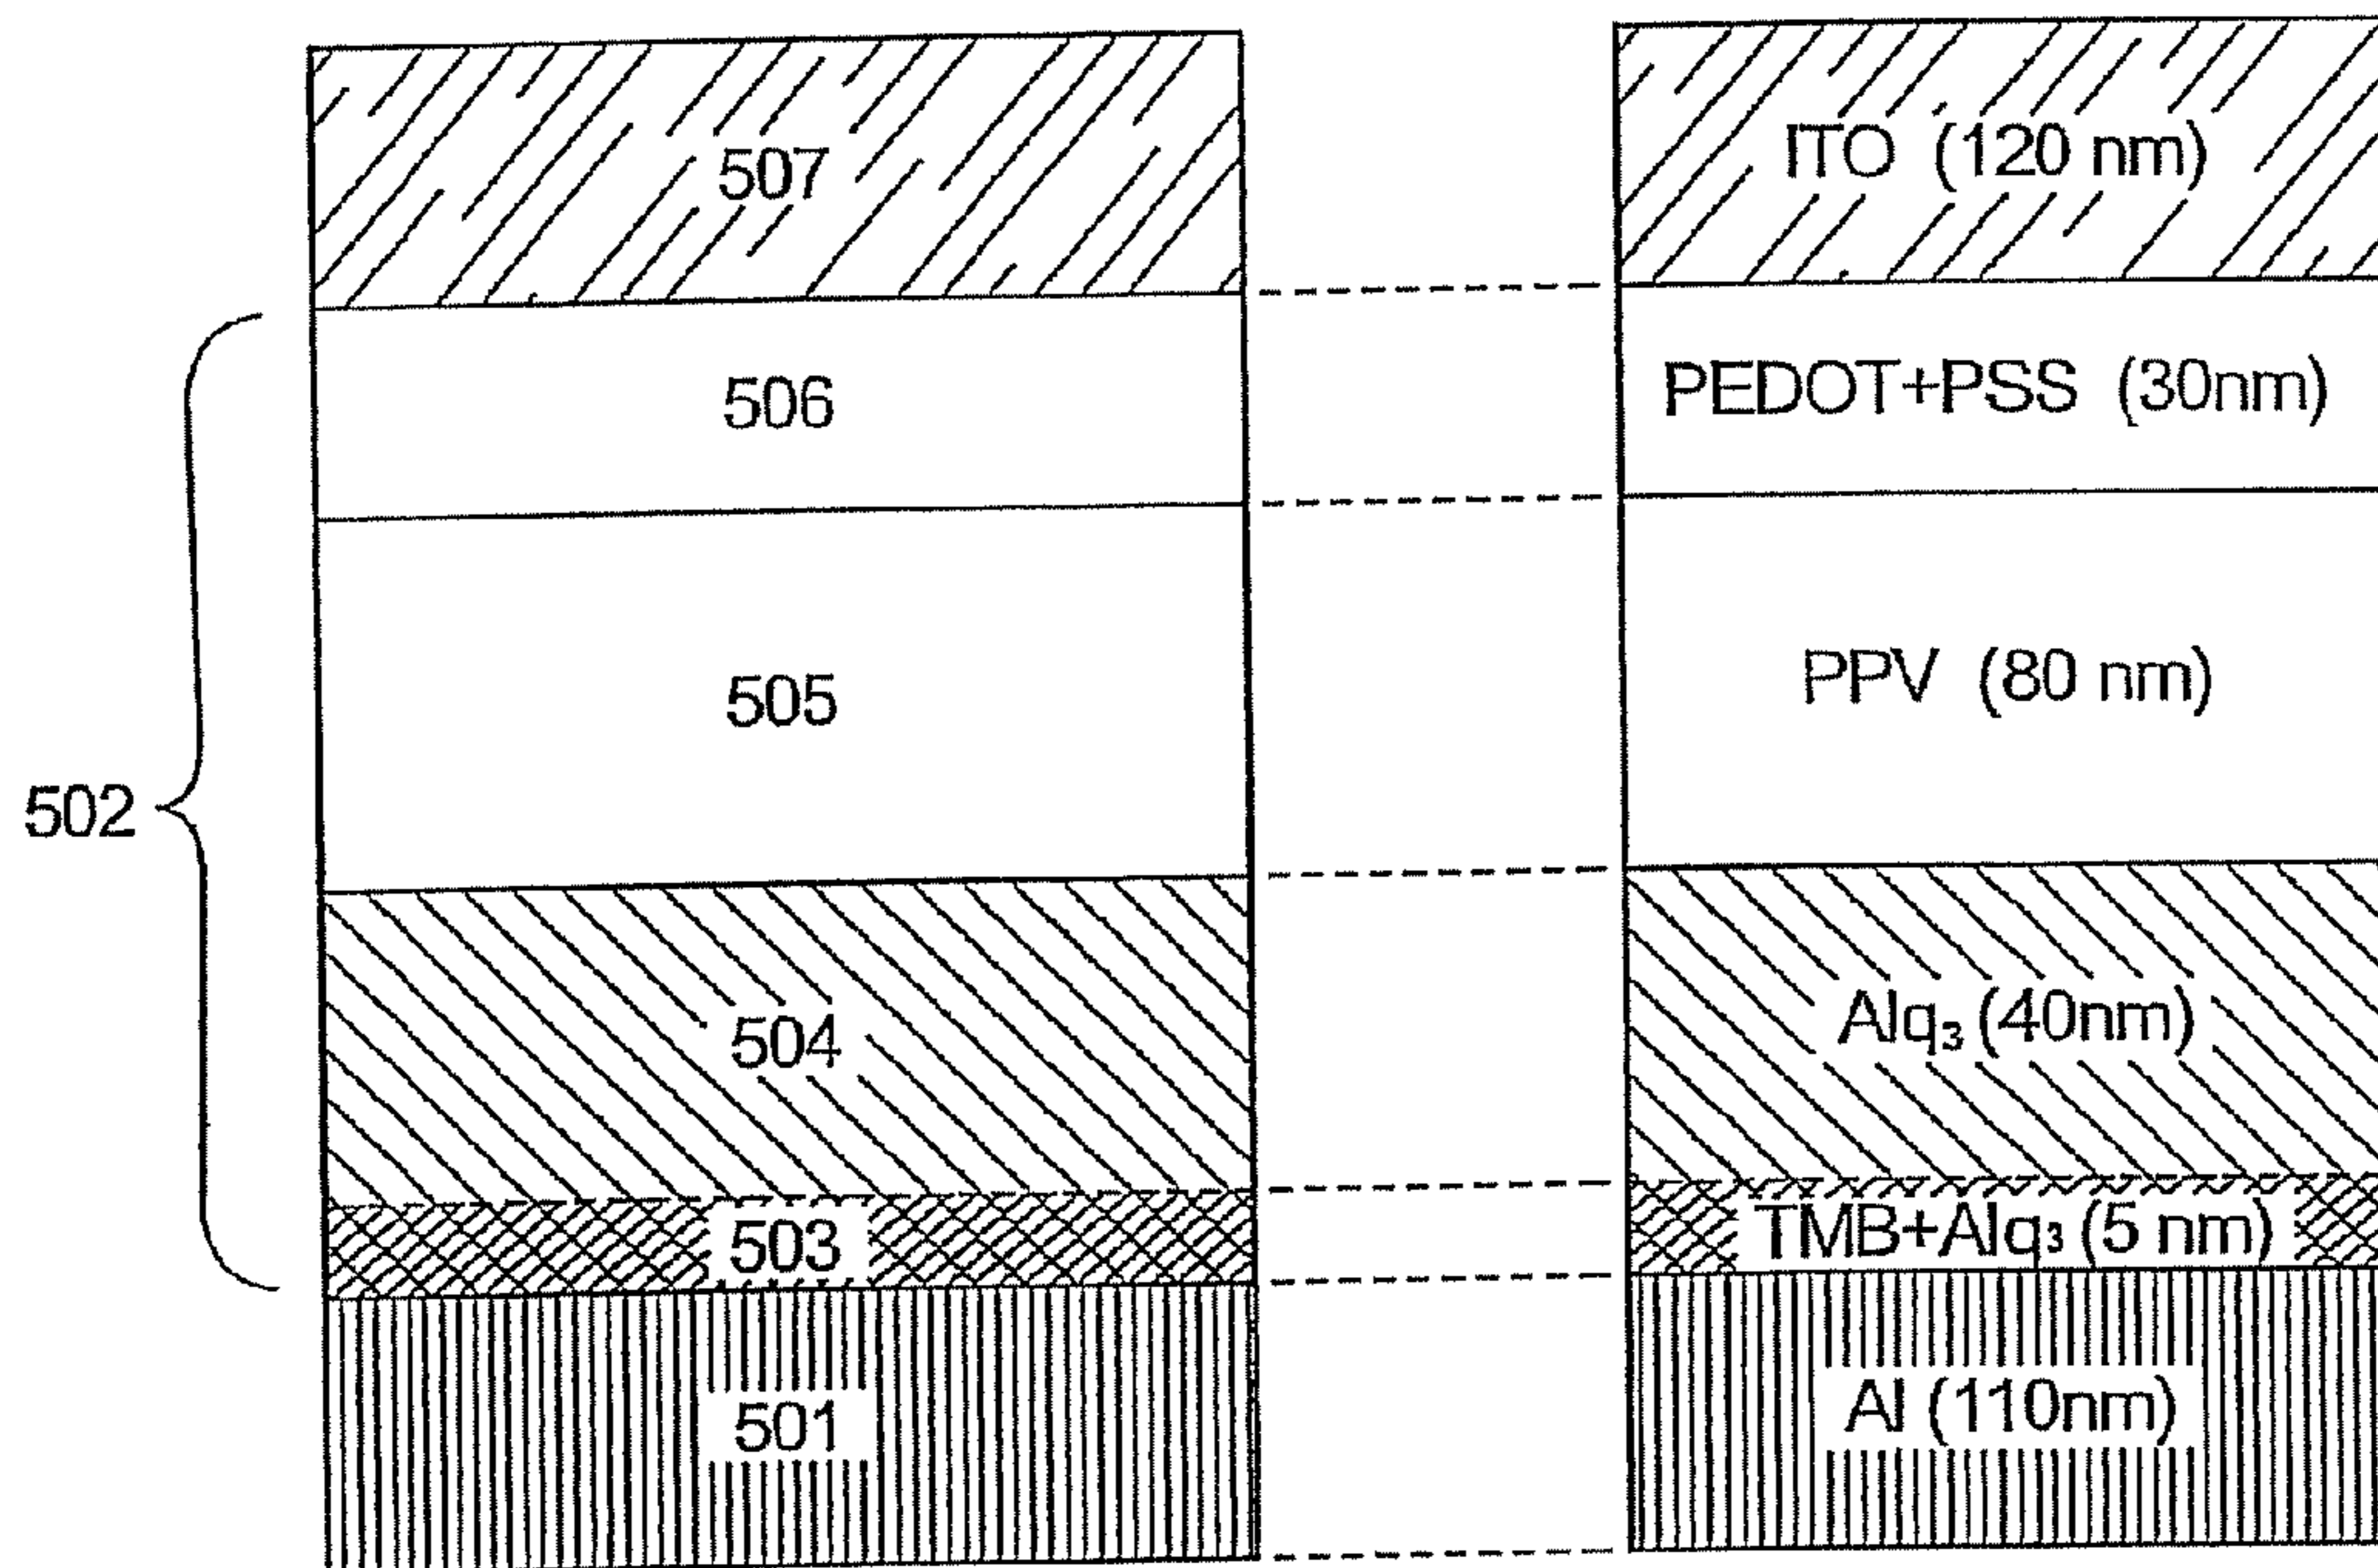 507
506
502
505
504
503
501
ITO (120 nm)
PEDOT+PSS (30nm)
PPV (80 nm)
Alq₃ (40nm)
TMB+Alq₃ (5 nm)
Al (110nm)